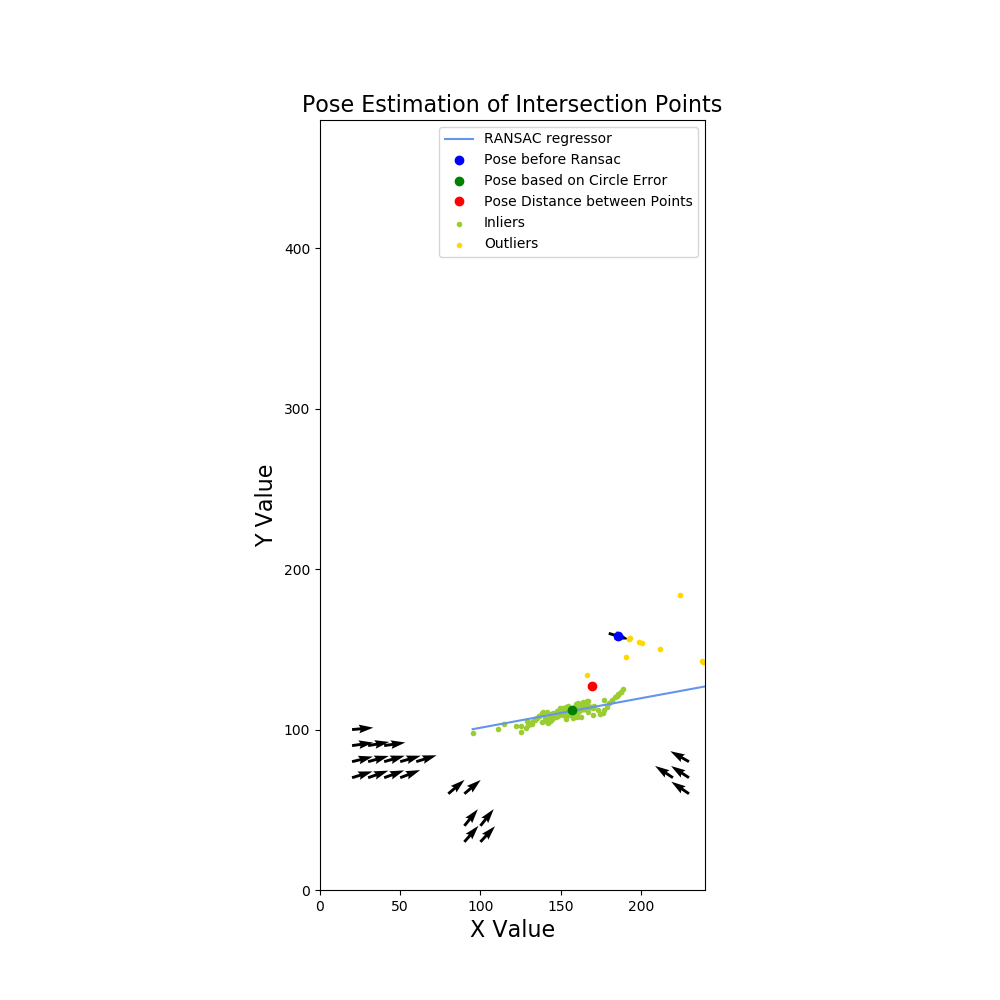 Pose Estimation of Intersection Points
RANSAC regressor
Pose before Ransac
Pose based on Circle Error
Pose Distance between Points
Inliers
Outliers
400
300
200
100
0
Y Value
0 50 100 150 200
X Value